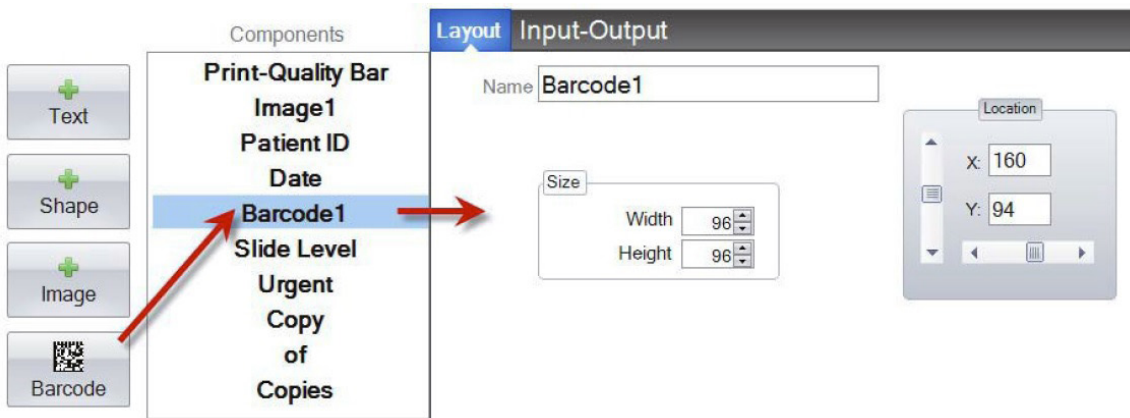 Text
Shape
Image
Barcode
Components
Print-Quality Bar
Image1
Patient ID
Date
Barcode1
Slide Level
Urgent
Copy
of
Copies
Layout Input-Output
Name Barcode1
Size
Width 96
Height 96
Location
X: 160
Y: 94